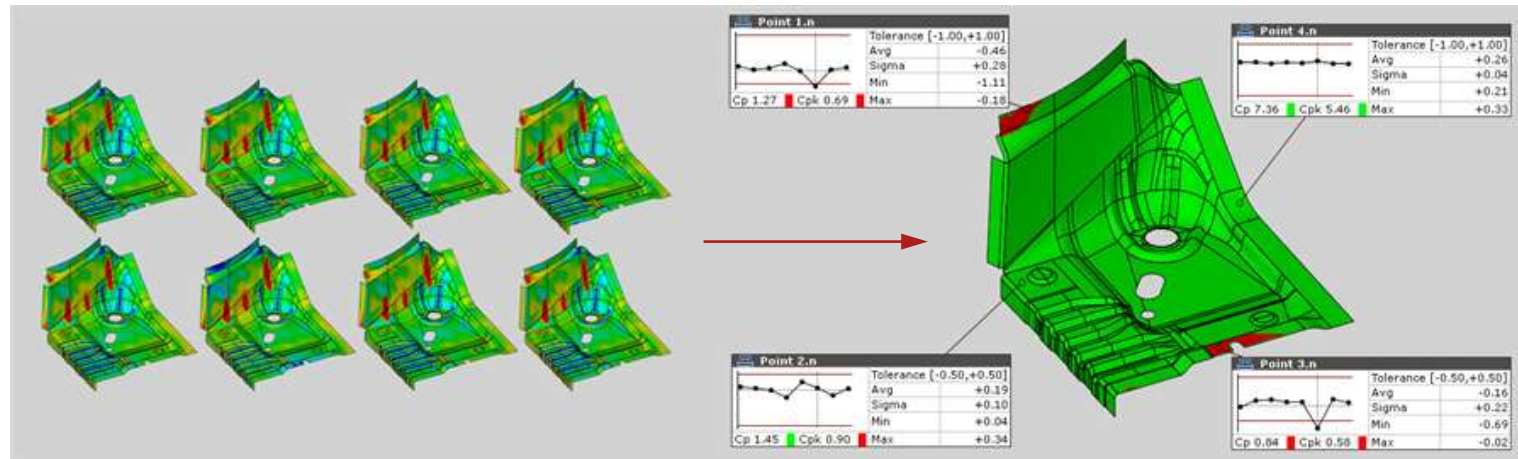 Point 1.n
Tolerance [-1.00,+1.00]
Avg -0.46
Sigma +0.28
Min -1.11
Cp 1.27 Cpk 0.69 Max -0.18
Point 4.n
Tolerance [-1.00,+1.00]
Avg +0.26
Sigma +0.04
Min +0.21
Cp 7.36 Cpk 5.46 Max +0.33
Point 2.n
Tolerance [-0.50,+0.50]
Avg +0.19
Sigma +0.10
Min +0.04
Cp 1.45 Cpk 0.90 Max +0.34
Point 3.n
Tolerance [-0.50,+0.50]
Avg -0.16
Sigma +0.22
Min -0.69
Cp 0.84 Cpk 0.58 Max -0.02